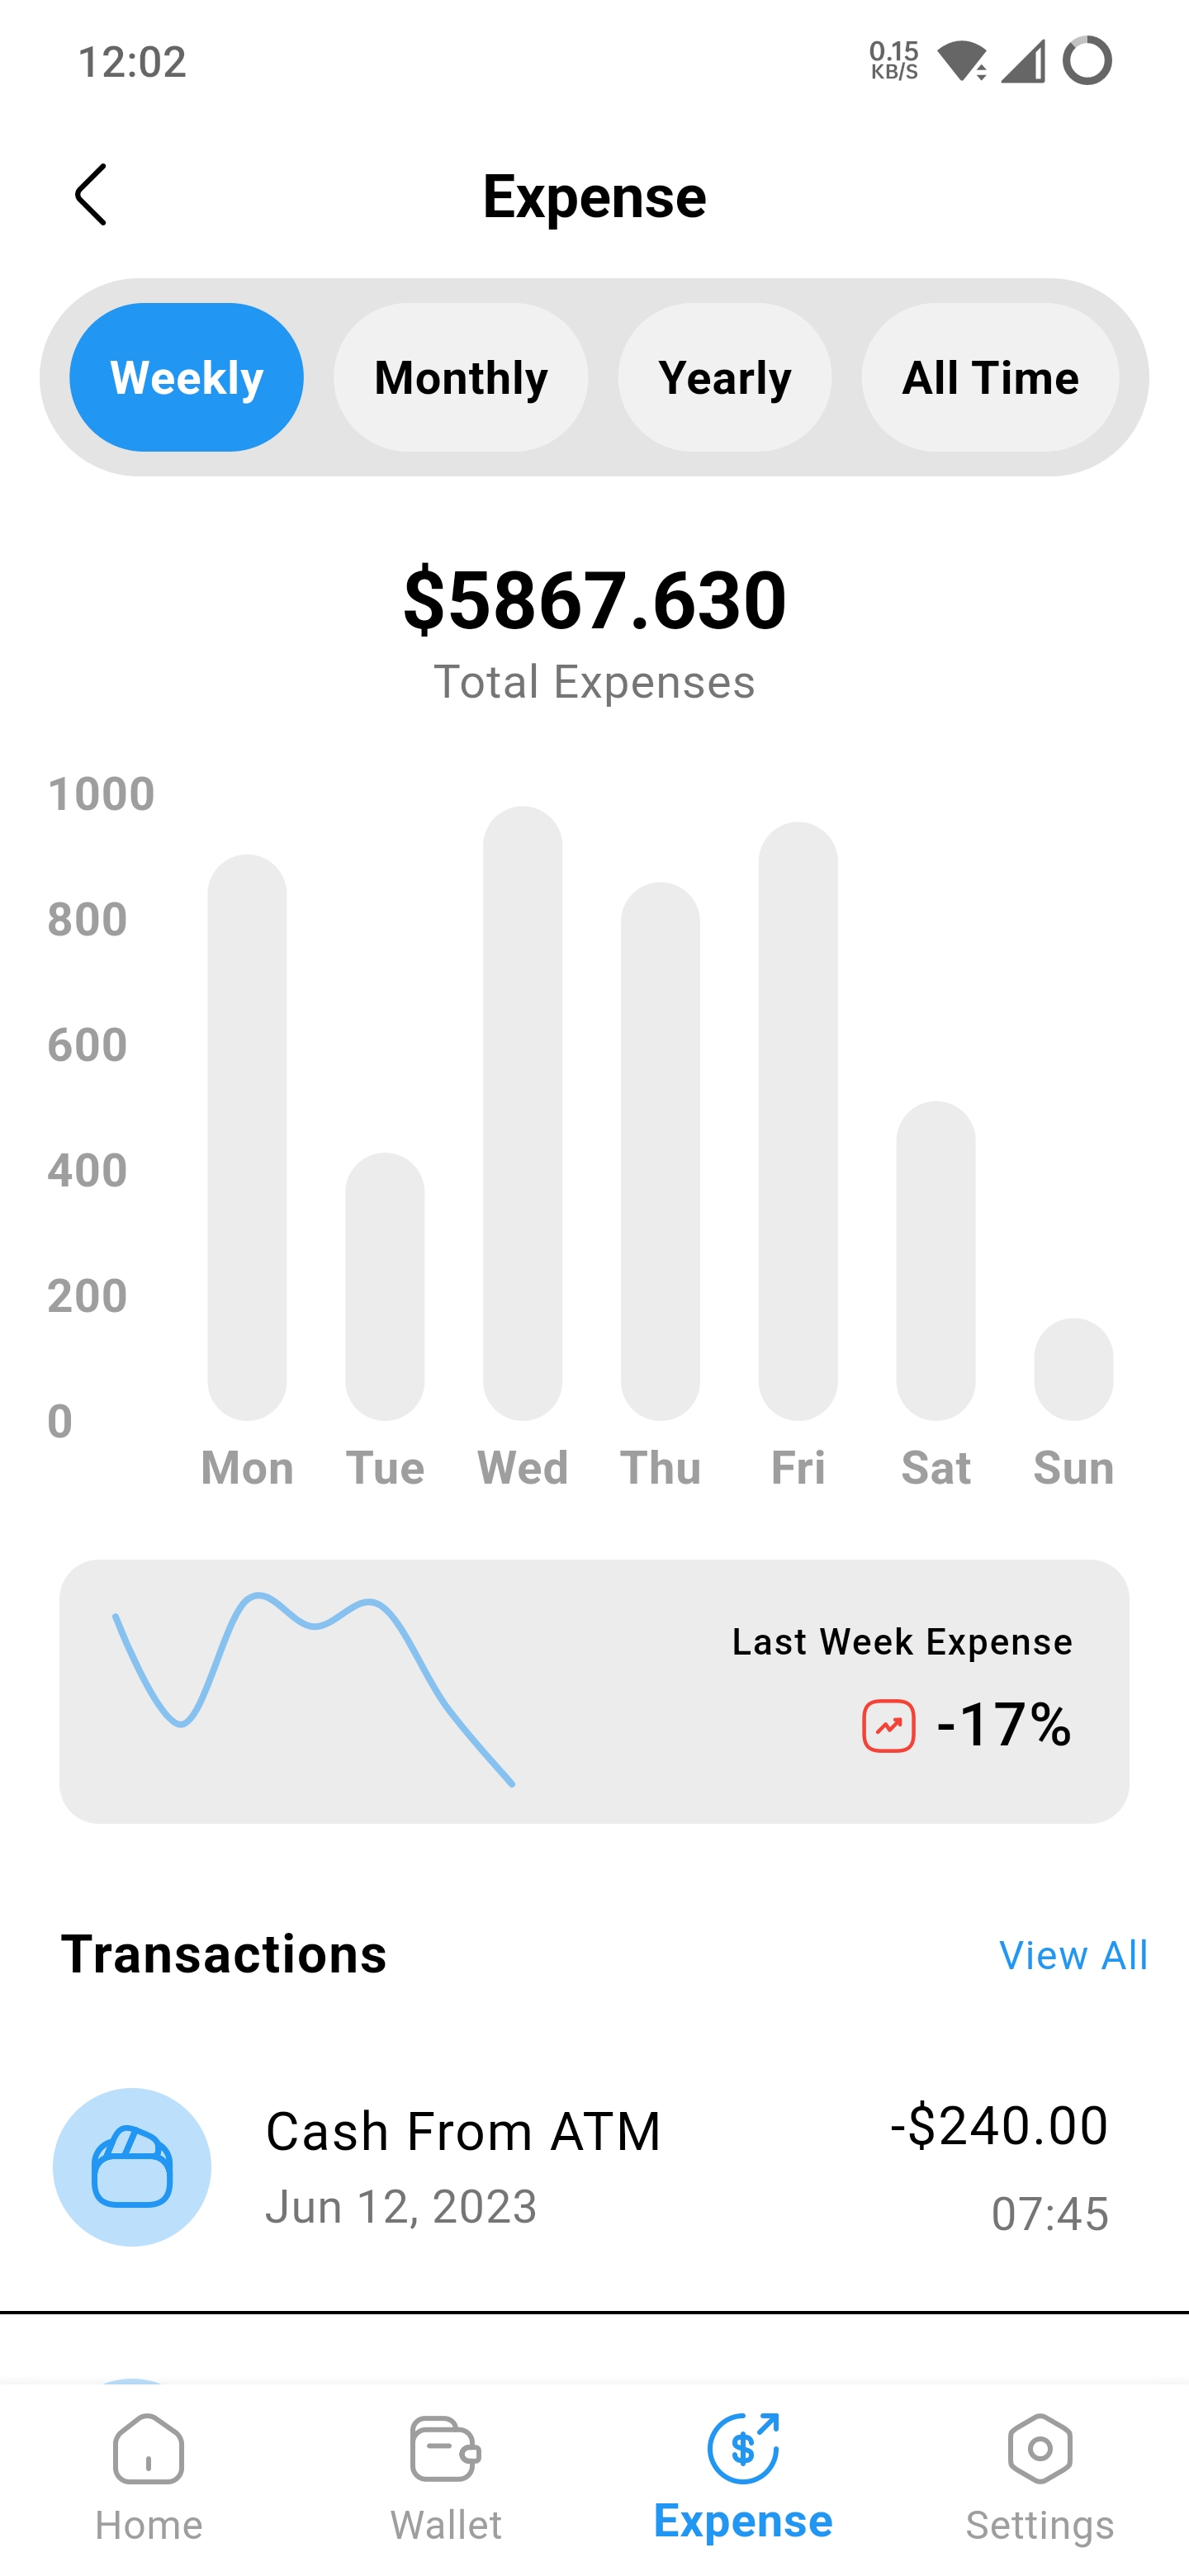 12:02
0.15
KB/S
Expense
Weekly Monthly Yearly All Time
$5867.630
Total Expenses
1000
800
600
400
200
0
Mon Tue Wed Thu Fri Sat Sun
Last Week Expense
-17%
Transactions View All
Cash From ATM -$240.00
Jun 12, 2023 07:45
$
Home Wallet Expense Settings